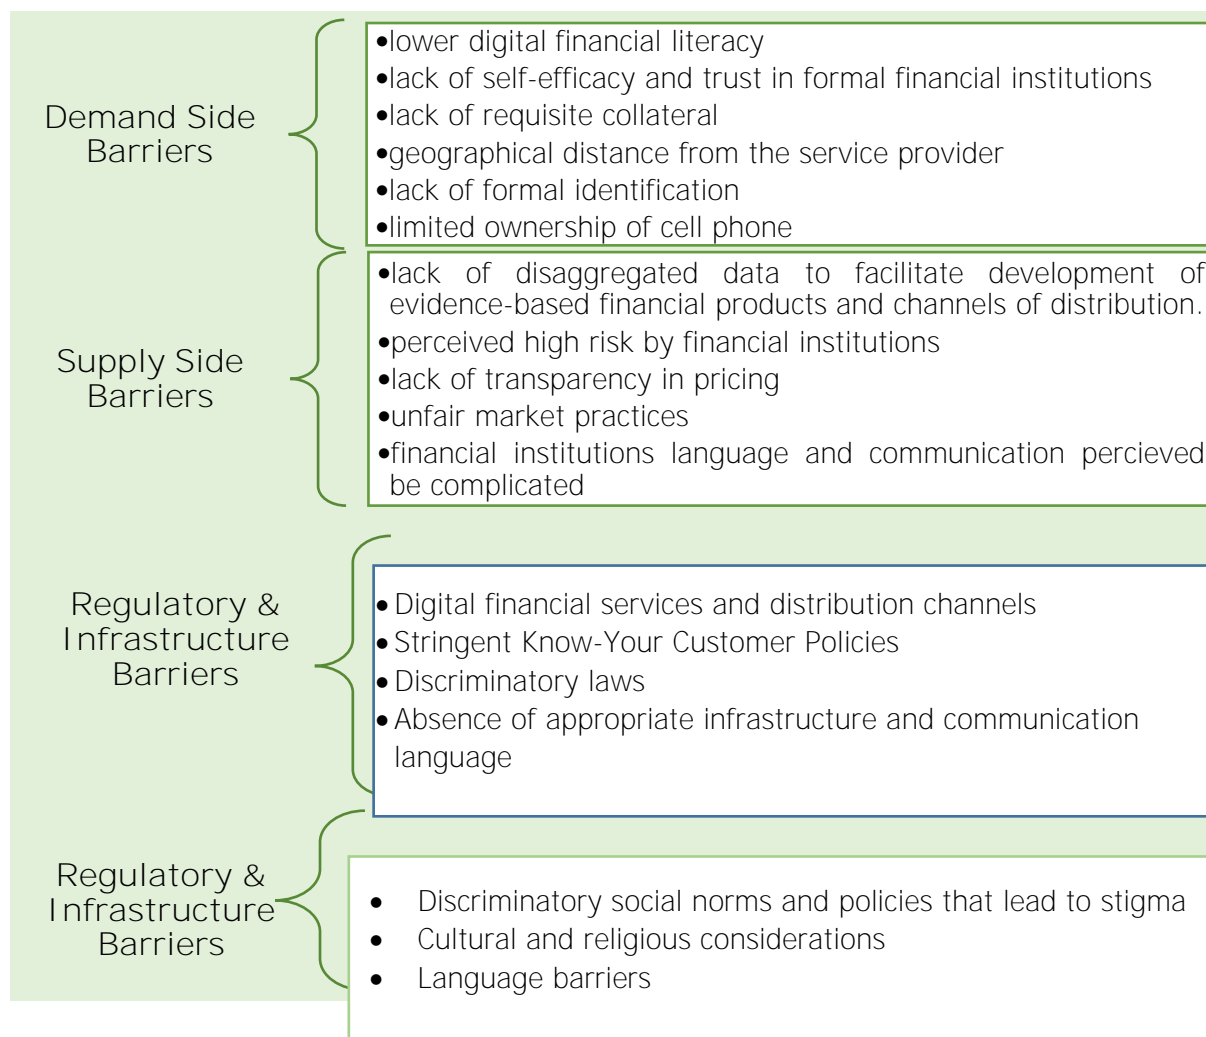 Demand Side
Barriers
•lower digital financial literacy
•lack of self-efficacy and trust in formal financial institutions
•lack of requisite collateral
•geographical distance from the service provider
•lack of formal identification
•limited ownership of cell phone
Supply Side
Barriers
•lack of disaggregated data to facilitate development of
evidence-based financial products and channels of distribution.
•perceived high risk by financial institutions
•lack of transparency in pricing
•unfair market practices
•financial institutions language and communication percieved
be complicated
Regulatory &
Infrastructure
Barriers
• Digital financial services and distribution channels
• Stringent Know-Your Customer Policies
• Discriminatory laws
• Absence of appropriate infrastructure and communication
language
Regulatory &
Infrastructure
Barriers
• Discriminatory social norms and policies that lead to stigma
• Cultural and religious considerations
• Language barriers